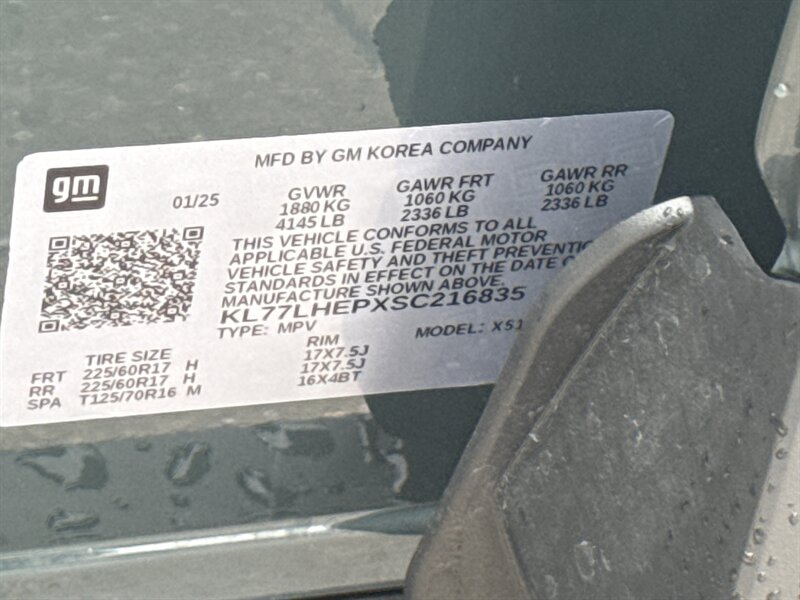 MFD BY GM KOREA COMPANY
gm
01/25
GVWR GAWR FRT GAWR RR
1880 KG 1060 KG 1060 KG
4145 LB 2336 LB 2336 LB
THIS VEHICLE CONFORMS TO ALL
APPLICABLE U.S. FEDERAL MOTOR
VEHICLE SAFETY AND THEFT PREVENTIO
STANDARDS IN EFFECT ON THE DATE O
MANUFACTURE SHOWN ABOVE.
KL77LHEPXSC216835
TYPE: MPV MODEL: X51
TIRE SIZE RIM
FRT 225/60R17 H 17X7.5J
RR 225/60R17 H 17X7.5J
SPA T125/70R16 M 16X4BT